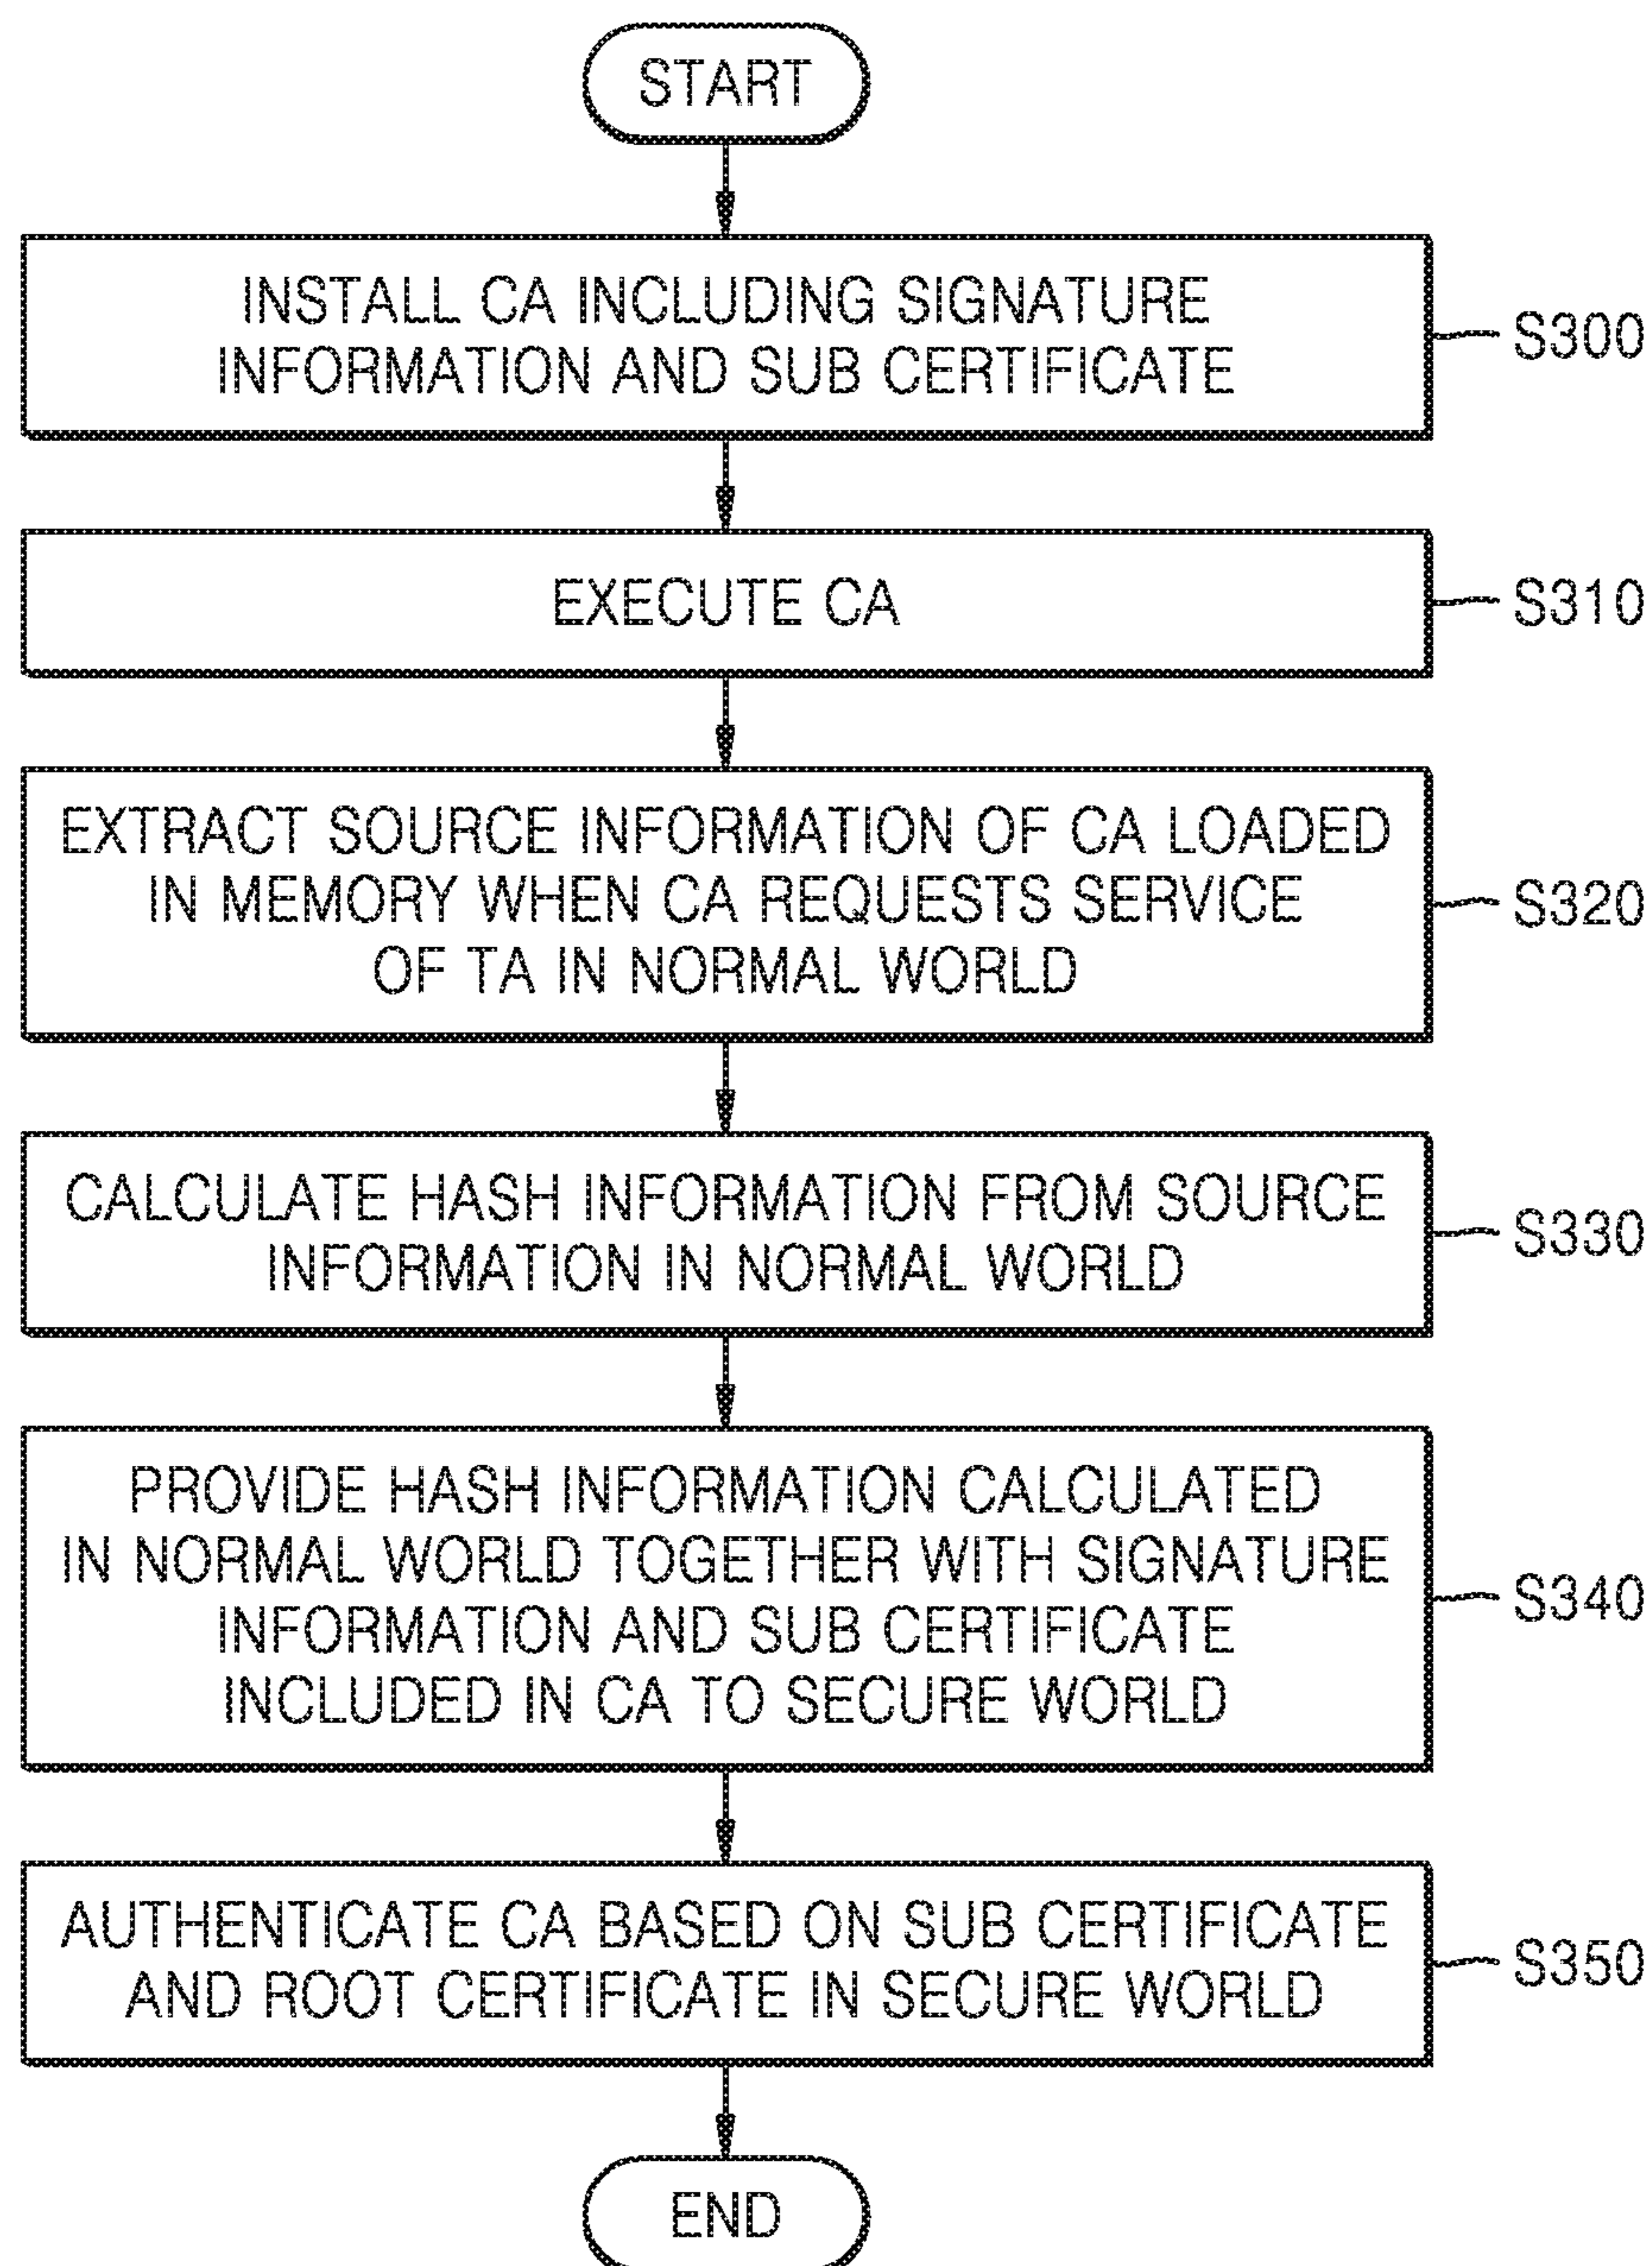 START
INSTALL CA INCLUDING SIGNATURE
INFORMATION AND SUB CERTIFICATE
S300
EXECUTE CA
S310
EXTRACT SOURCE INFORMATION OF CA LOADED
IN MEMORY WHEN CA REQUESTS SERVICE
OF TA IN NORMAL WORLD
S320
CALCULATE HASH INFORMATION FROM SOURCE
INFORMATION IN NORMAL WORLD
S330
PROVIDE HASH INFORMATION CALCULATED
IN NORMAL WORLD TOGETHER WITH SIGNATURE
INFORMATION AND SUB CERTIFICATE
INCLUDED IN CA TO SECURE WORLD
S340
AUTHENTICATE CA BASED ON SUB CERTIFICATE
AND ROOT CERTIFICATE IN SECURE WORLD
S350
END